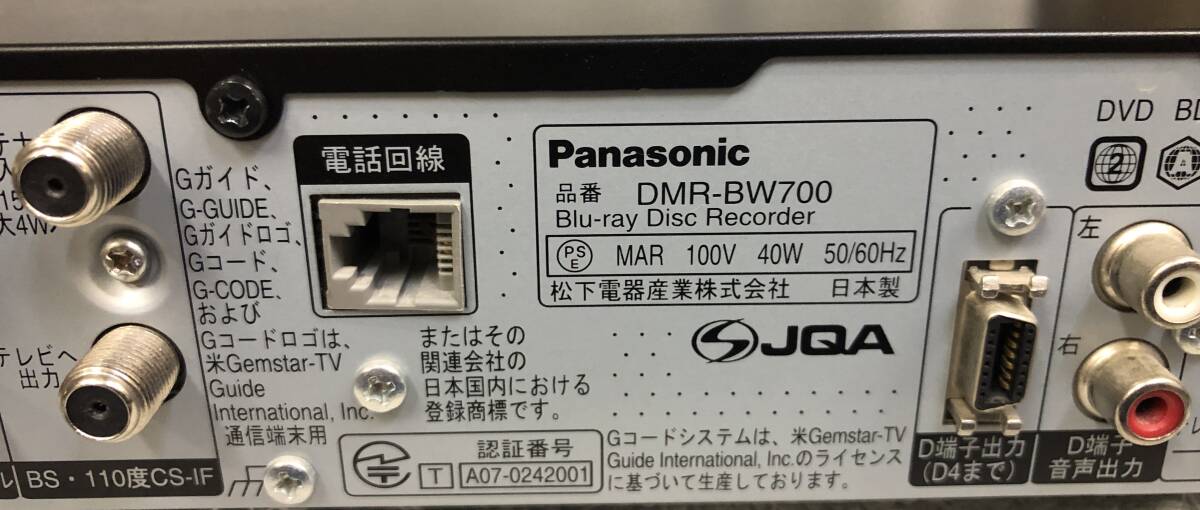 15
大4W
テレビへ
出力
ル
BS・110度CS-IF
Gガイド、
G-GUIDE、
Gガイドロゴ、
Gコード、
G-CODE、
および
Gコードロゴは、
米Gemstar-TV
Guide
International, Inc.
通信端末用
電話回線
またはその
関連会社の
日本国内における
登録商標です。
Panasonic
品番 DMR-BW700
Blu-ray Disc Recorder
PS
E
MAR 100V 40W 50/60Hz
松下電器産業株式会社 日本製
JQA
認証番号
T A07-0242001
Gコードシステムは、米Gemstar-TV
Guide International, Inc.のライセンス
に基づいて生産しております。
DVD
2
A
左
右
D端子出力
(D4まで)
D端子
音声出力